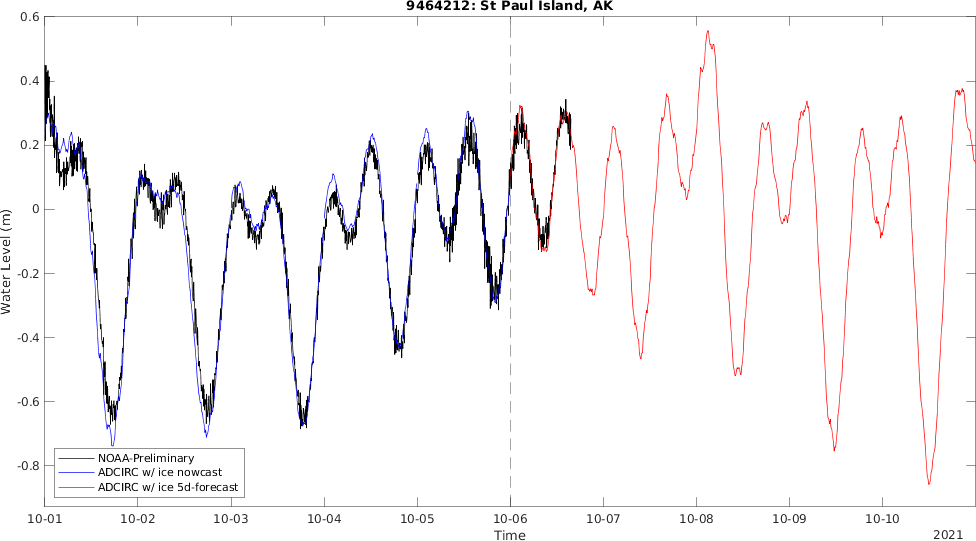 9464212: St Paul Island, AK
0.6
0.4
0.2
0
-0.2
-0.4
-0.6
-0.8
Water Level (m)
NOAA-Preliminary
ADCIRC w/ ice nowcast
ADCIRC w/ ice 5d-forecast
10-01 10-02 10-03 10-04 10-05 10-06 10-07 10-08 10-09 10-10
Time
2021